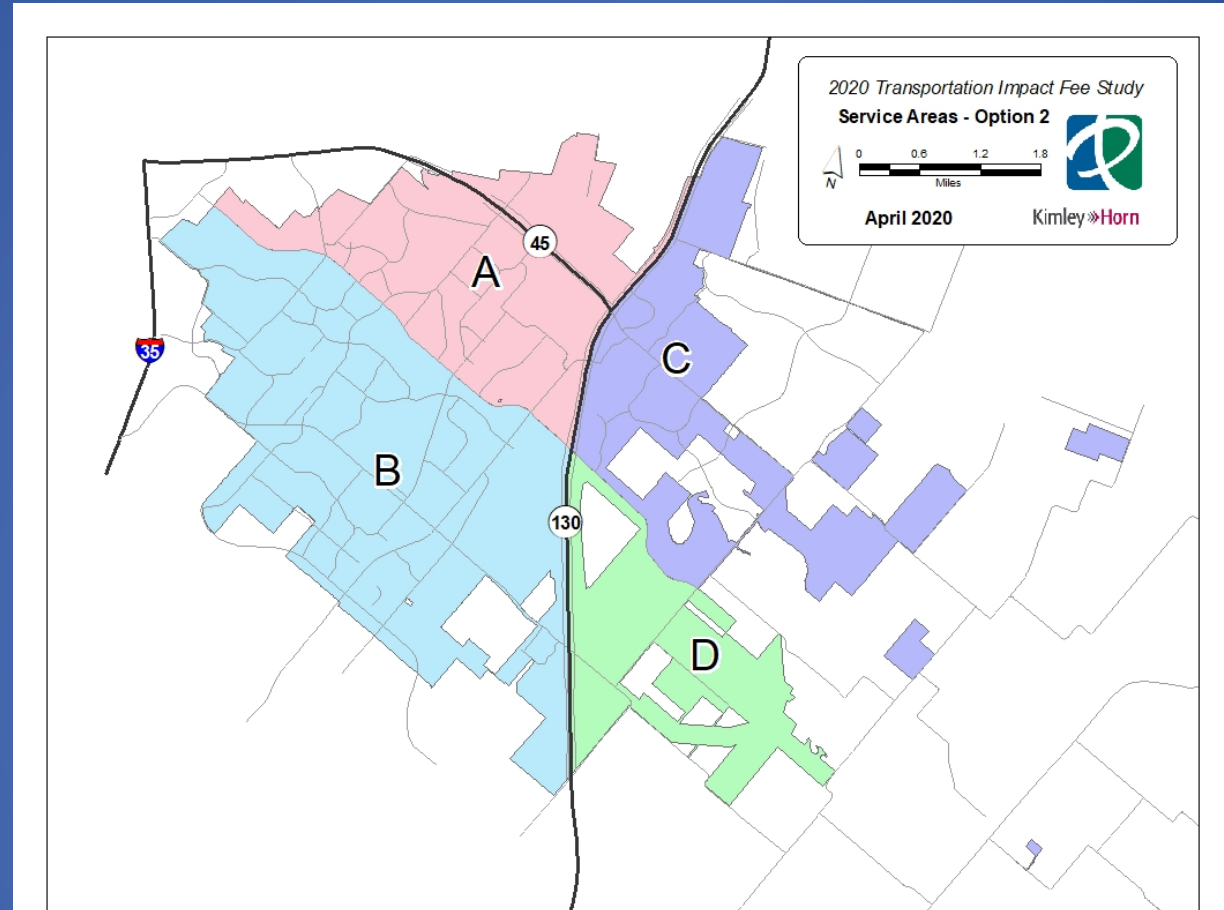 2020 Transportation Impact Fee Study
Service Areas - Option 2
0 0.6 1.2 1.8
Miles
N
April 2020
Kimley»Horn
45
A
35
C
B
130
D